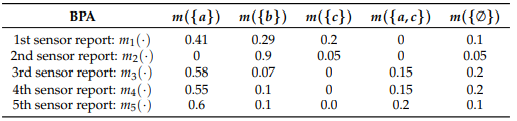 BPA m({a}) m({b}) m({c}) m({a,c}) m({∅})
1st sensor report: m₁(·) 0.41 0.29 0.2 0 0.1
2nd sensor report: m₂(·) 0 0.9 0.05 0 0.05
3rd sensor report: m₃(·) 0.58 0.07 0 0.15 0.2
4th sensor report: m₄(·) 0.55 0.1 0 0.15 0.2
5th sensor report: m₅(·) 0.6 0.1 0.0 0.2 0.1